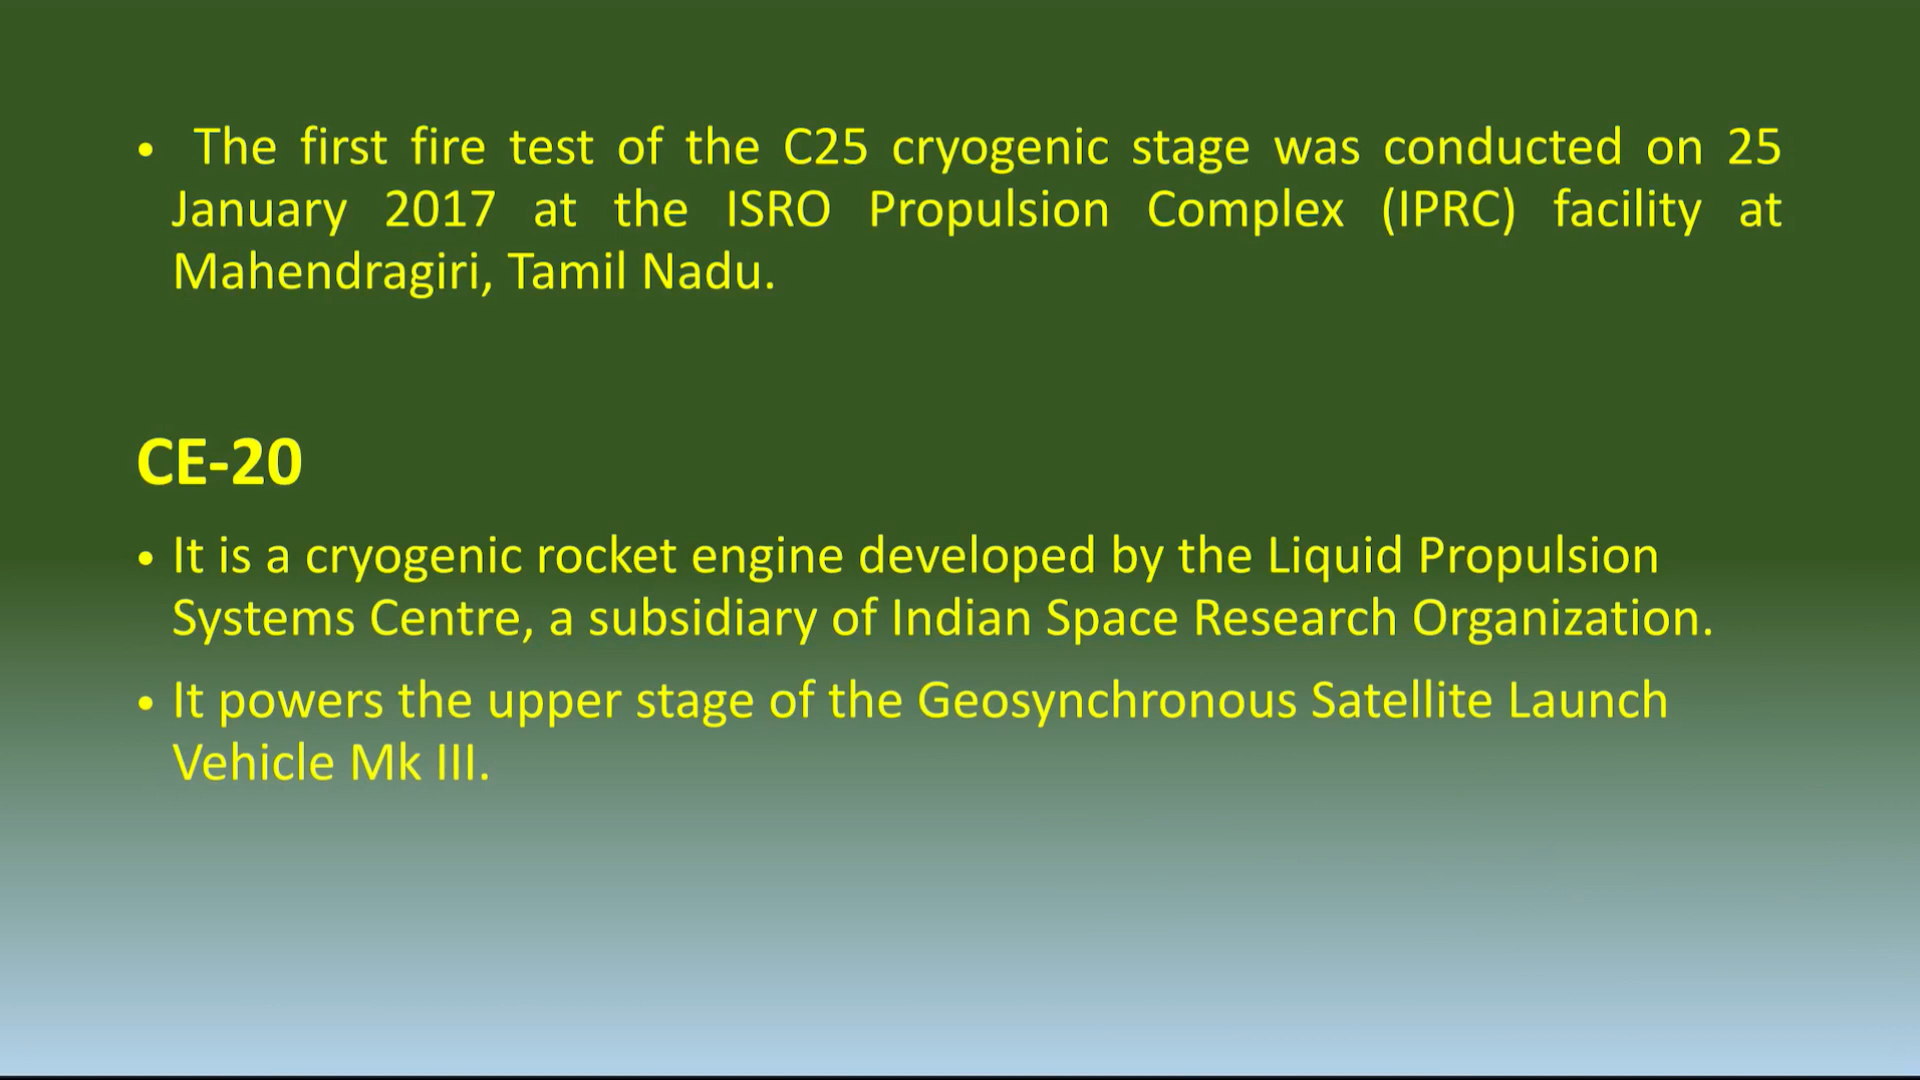 • The first fire test of the C25 cryogenic stage was conducted on 25
January 2017 at the ISRO Propulsion Complex (IPRC) facility at
Mahendragiri, Tamil Nadu.
CE-20
• It is a cryogenic rocket engine developed by the Liquid Propulsion
Systems Centre, a subsidiary of Indian Space Research Organization.
• It powers the upper stage of the Geosynchronous Satellite Launch
Vehicle Mk III.